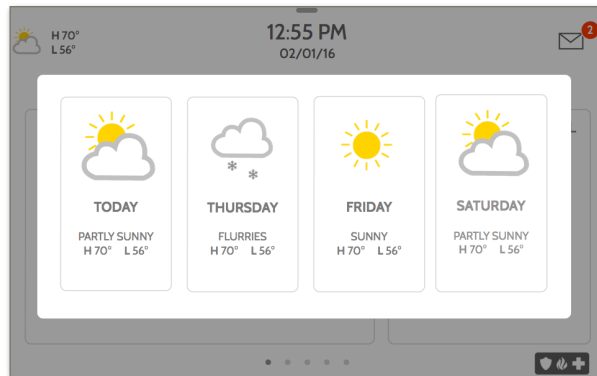 H 70°
L 56°
12:55 PM
02/01/16
2
TODAY
PARTLY SUNNY
H 70° L 56°
THURSDAY
FLURRIES
H 70° L 56°
FRIDAY
SUNNY
H 70° L 56°
SATURDAY
PARTLY SUNNY
H 70° L 56°